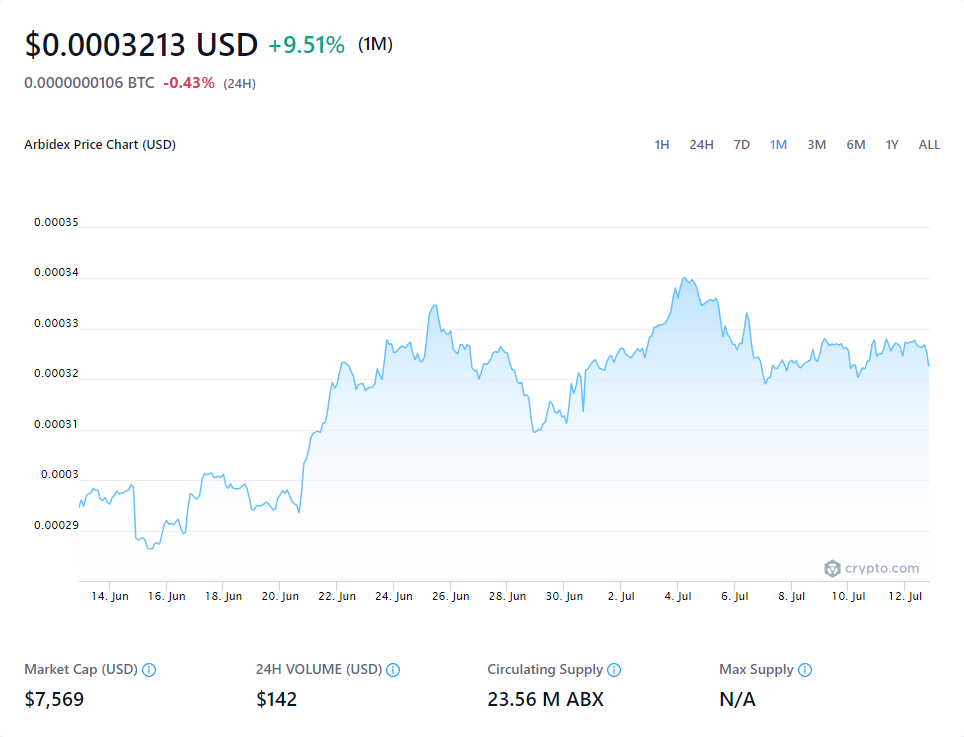 $0.0003213 USD +9.51% (1M)
0.0000000106 BTC -0.43% (24H)
Arbidex Price Chart (USD)
1H 24H 7D 1M 3M 6M 1Y ALL
0.00035
0.00034
0.00033
0.00032
0.00031
0.0003
0.00029
crypto.com
14. Jun 16. Jun 18. Jun 20. Jun 22. Jun 24. Jun 26. Jun 28. Jun 30. Jun 2. Jul 4. Jul 6. Jul 8. Jul 10. Jul 12. Jul
Market Cap (USD) 24H VOLUME (USD) Circulating Supply Max Supply
$7,569 $142 23.56 M ABX N/A